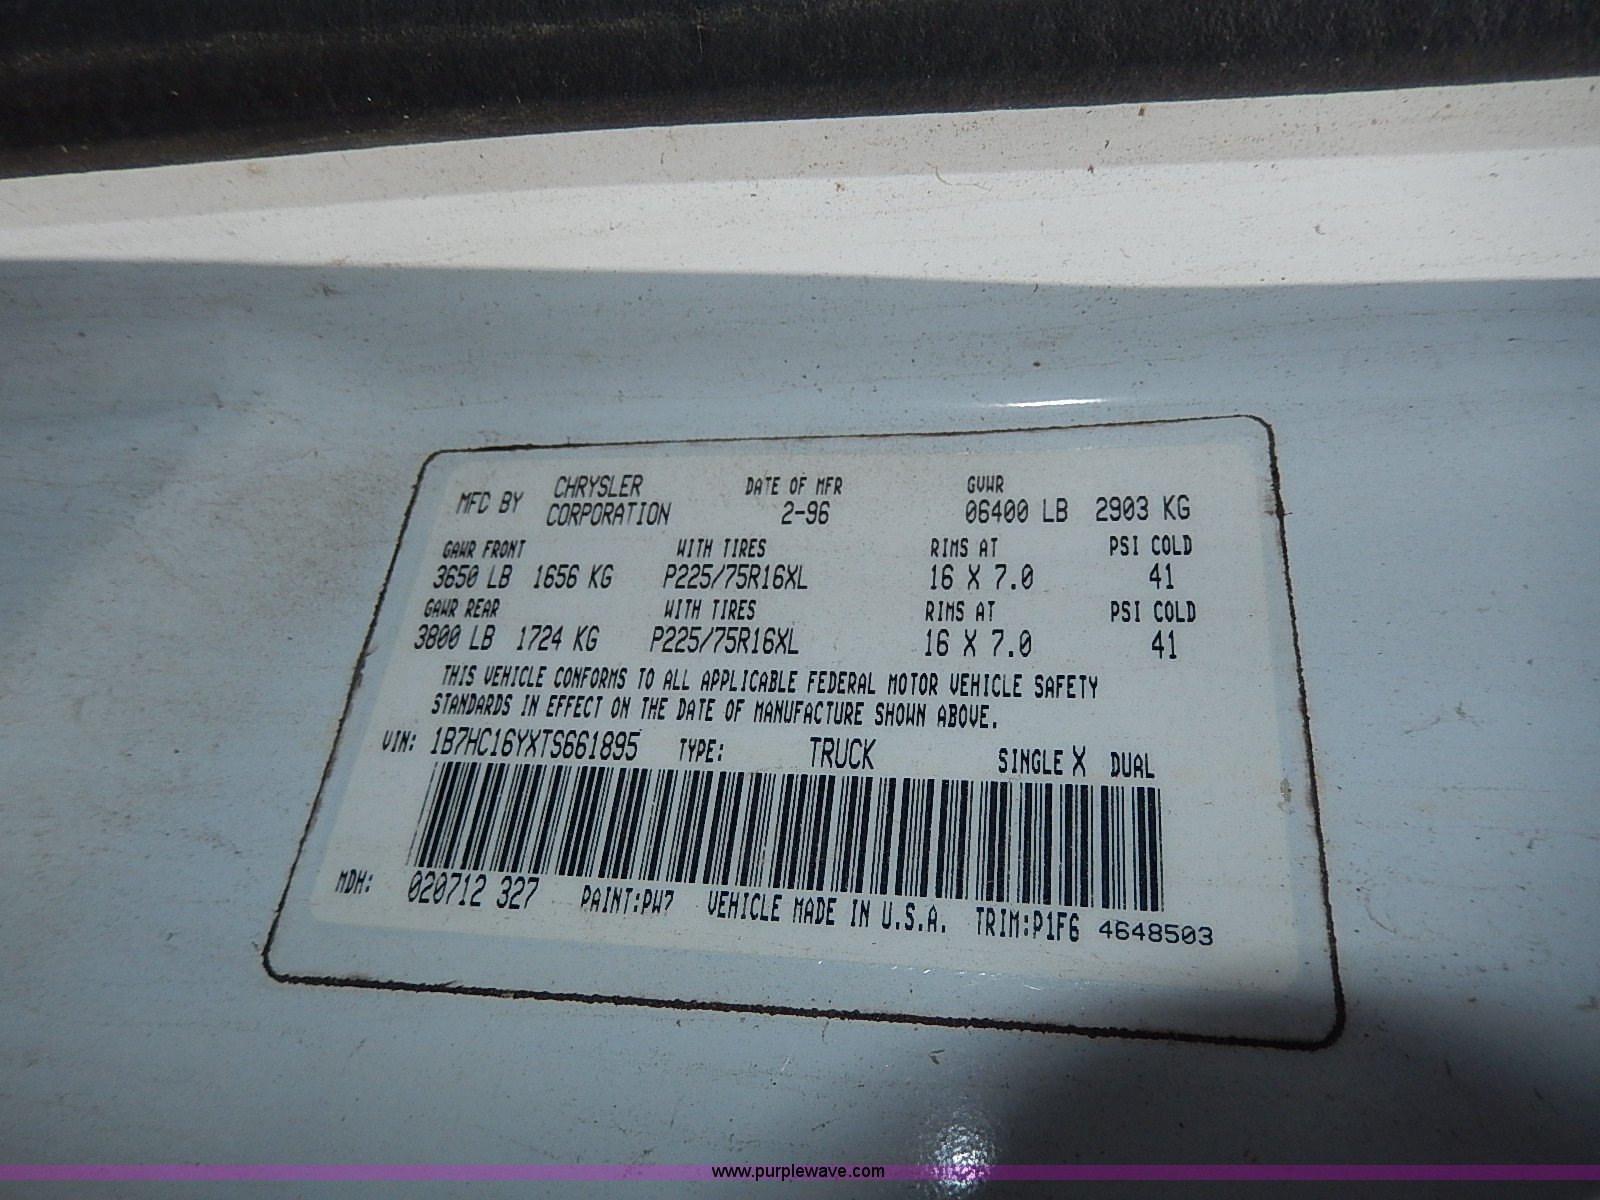 MFC BY CHRYSLER CORPORATION DATE OF MFR 2-96 GVWR 06400 LB 2903 KG
GAWR FRONT WITH TIRES RIMS AT PSI COLD
3650 LB 1656 KG P225/75R16XL 16 X 7.0 41
GAWR REAR WITH TIRES RIMS AT PSI COLD
3800 LB 1724 KG P225/75R16XL 16 X 7.0 41
THIS VEHICLE CONFORMS TO ALL APPLICABLE FEDERAL MOTOR VEHICLE SAFETY
STANDARDS IN EFFECT ON THE DATE OF MANUFACTURE SHOWN ABOVE.
VIN: 1B7HC16YXTS661895 TYPE: TRUCK SINGLE X DUAL
MDH: 020712 327 PAINT:PW7 VEHICLE MADE IN U.S.A. TRIM:P1F6 4648503
www.purplewave.com